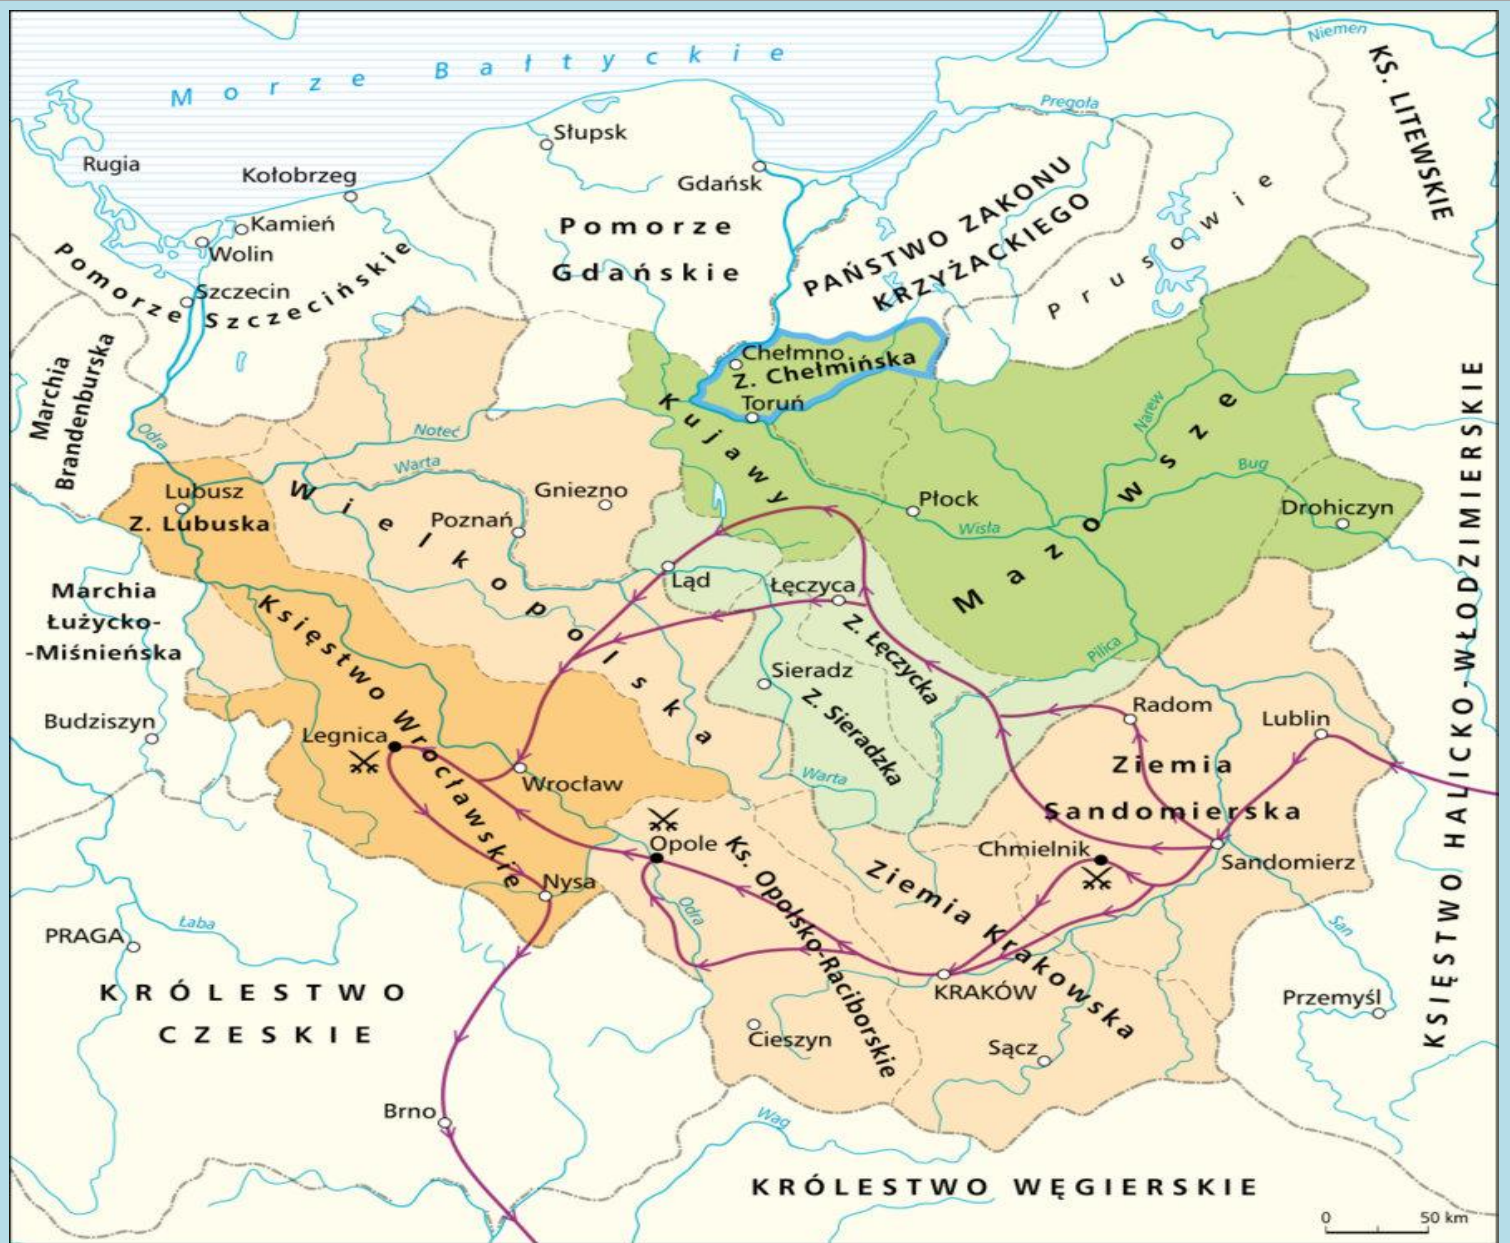 Morze Bałtyckie
Niemen
KS. LITEWSKIE
Pregoła
Rugia
Słupsk
Kołobrzeg
Gdańsk
Kamień
Wolin
Pomorze
Gdańskie
PAŃSTWO ZAKONU
KRZYŻACKIEGO
Prusowie
Pomorze Szczecińskie
Szczecin
Marchia
Brandenburska
Chełmno
Z. Chełmińska
Toruń
Kujawy
Odra
Noteć
Warta
Narew
Mazowsze
Bug
Lubusz
Z. Lubuska
Wielkopolska
Gniezno
Poznań
Płock
Wisła
Drohiczyn
KSIĘSTWO HALICKO-WŁODZIMIERSKIE
Marchia
Łużycko-
-Miśnieńska
Ląd
Łęczyca
Z. Łęczycka
Księstwo Wrocławskie
Pilica
Sieradz
Z. Sieradzka
Budziszyn
Legnica
Radom
Lublin
Wrocław
Warta
Ziemia
Sandomierska
Opole
Chmielnik
Sandomierz
Ks. Opolsko-Raciborskie
Ziemia Krakowska
Nysa
Odra
Łaba
San
PRAGA
KRÓLESTWO
CZESKIE
KRAKÓW
Przemyśl
Cieszyn
Sącz
Brno
Wag
KRÓLESTWO WĘGIERSKIE
0 50 km